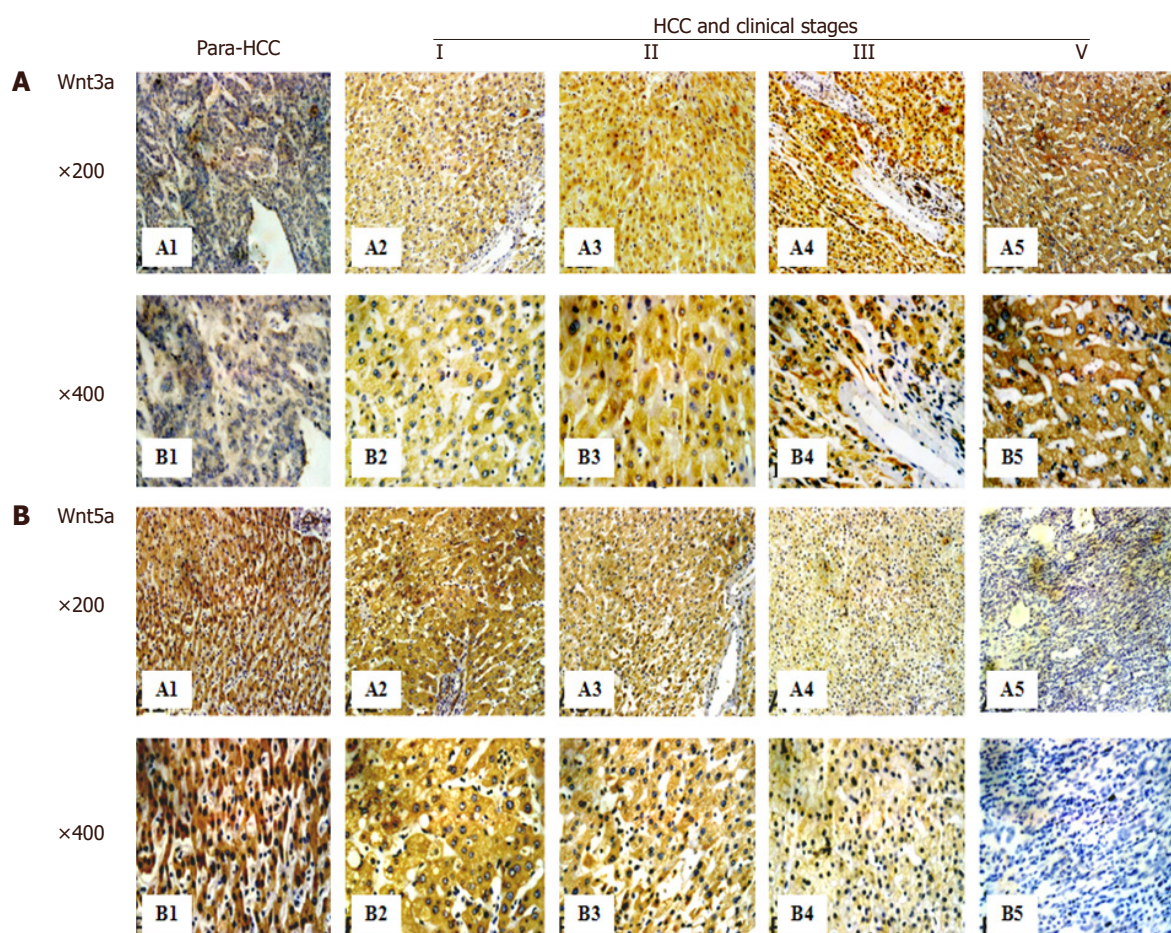 HCC and clinical stages
Para-HCC I II III V
A Wnt3a
×200
A1 A2 A3 A4 A5
×400
B1 B2 B3 B4 B5
B Wnt5a
×200
A1 A2 A3 A4 A5
×400
B1 B2 B3 B4 B5